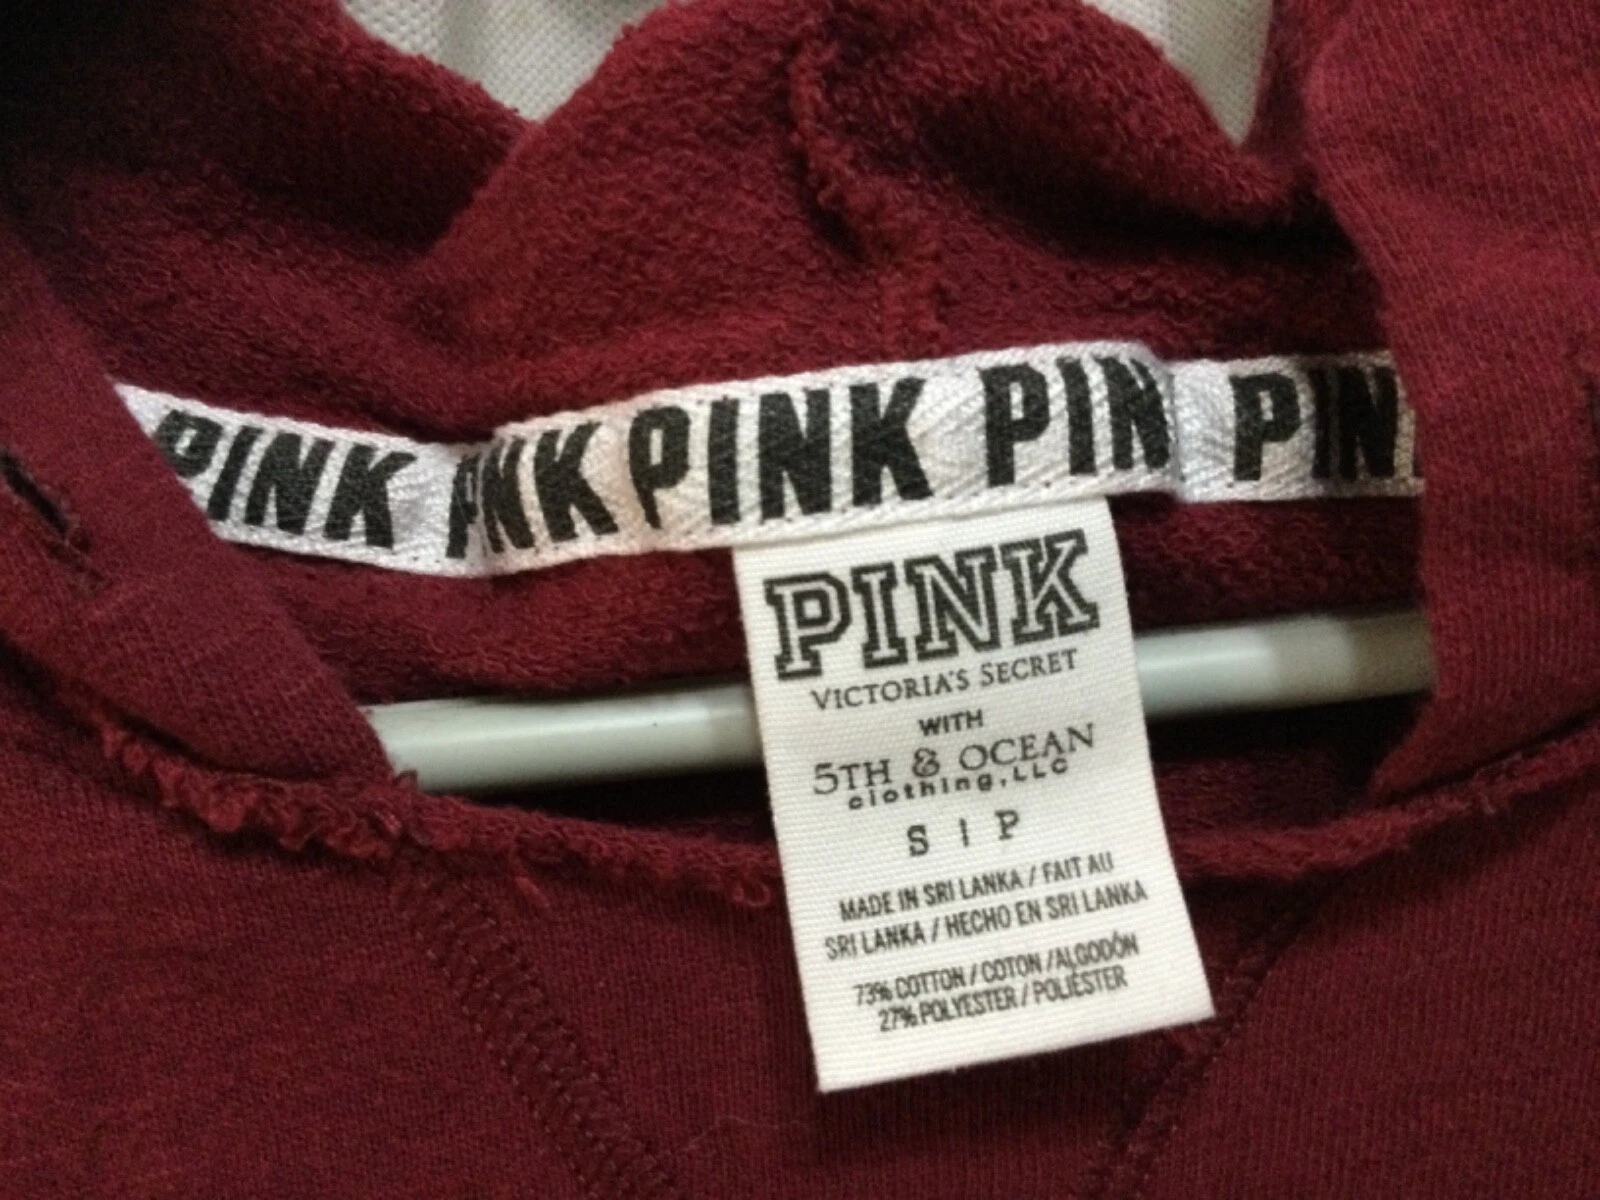 PINK PINK PINK PIN PIN
PINK
VICTORIA'S SECRET
WITH
5TH & OCEAN
clothing, LLC
S | P
MADE IN SRI LANKA / FAIT AU
SRI LANKA / HECHO EN SRI LANKA
73% COTTON / COTON / ALGODÓN
27% POLYESTER / POLIÉSTER